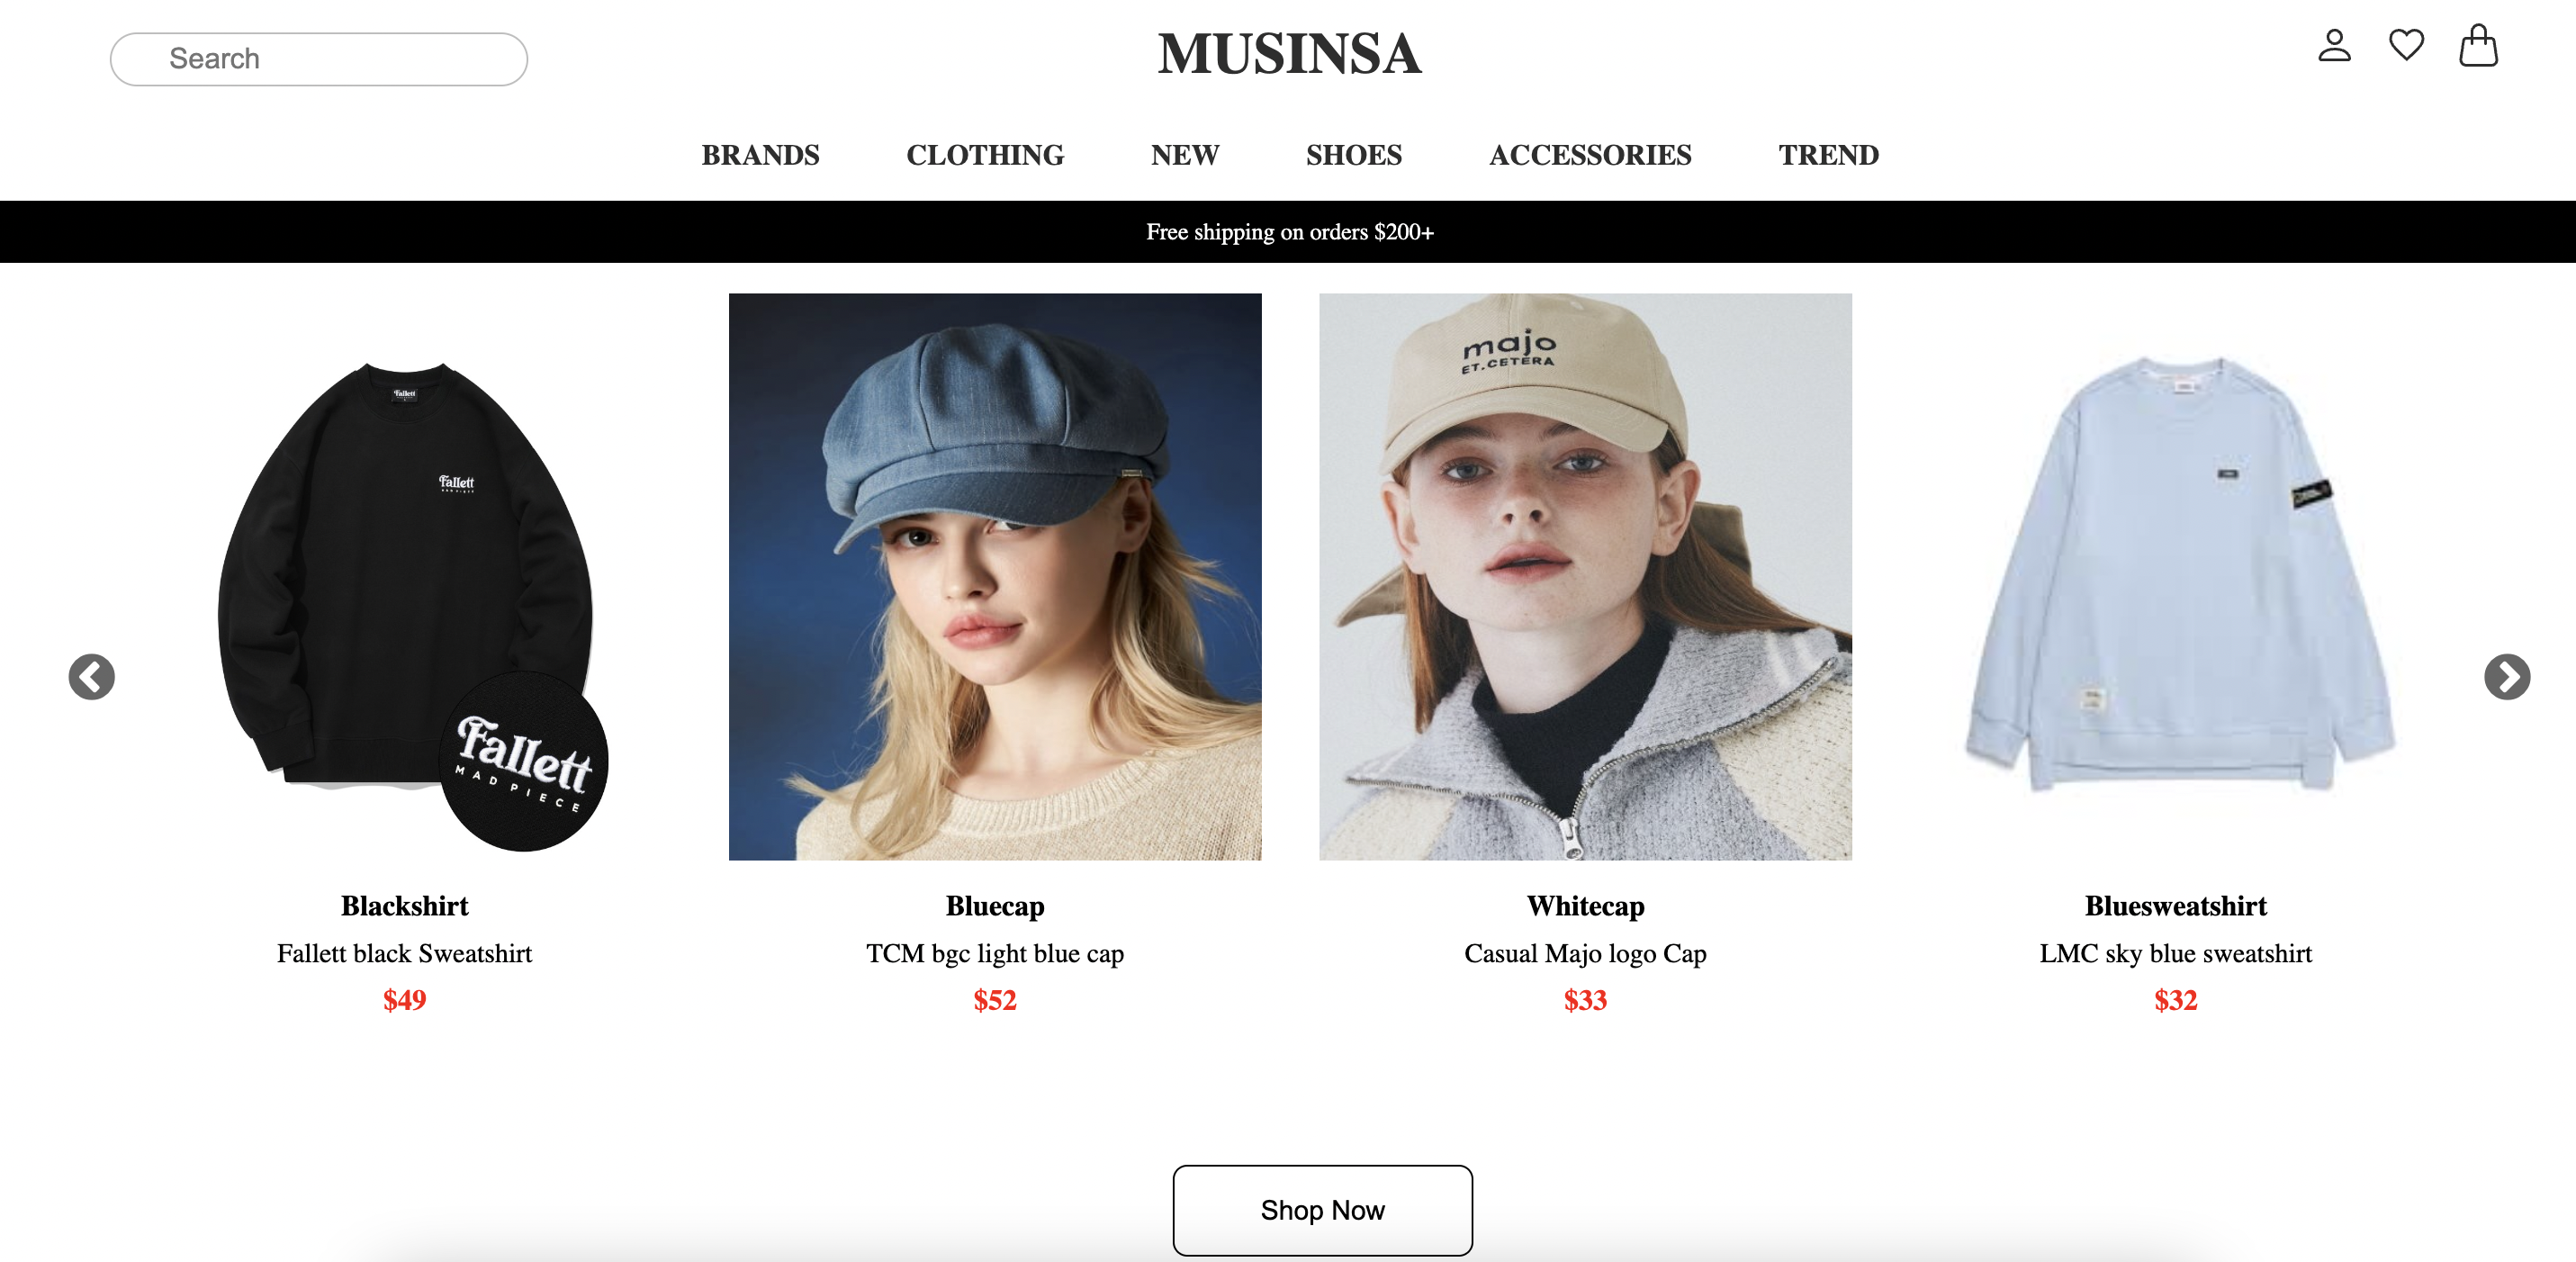 Search
MUSINSA
BRANDS CLOTHING NEW SHOES ACCESSORIES TREND
Free shipping on orders $200+
Fallett
Fallett
Fallett
MAD PIECE
majo
ET.CETERA
Blackshirt
Fallett black Sweatshirt
$49
Bluecap
TCM bgc light blue cap
$52
Whitecap
Casual Majo logo Cap
$33
Bluesweatshirt
LMC sky blue sweatshirt
$32
Shop Now